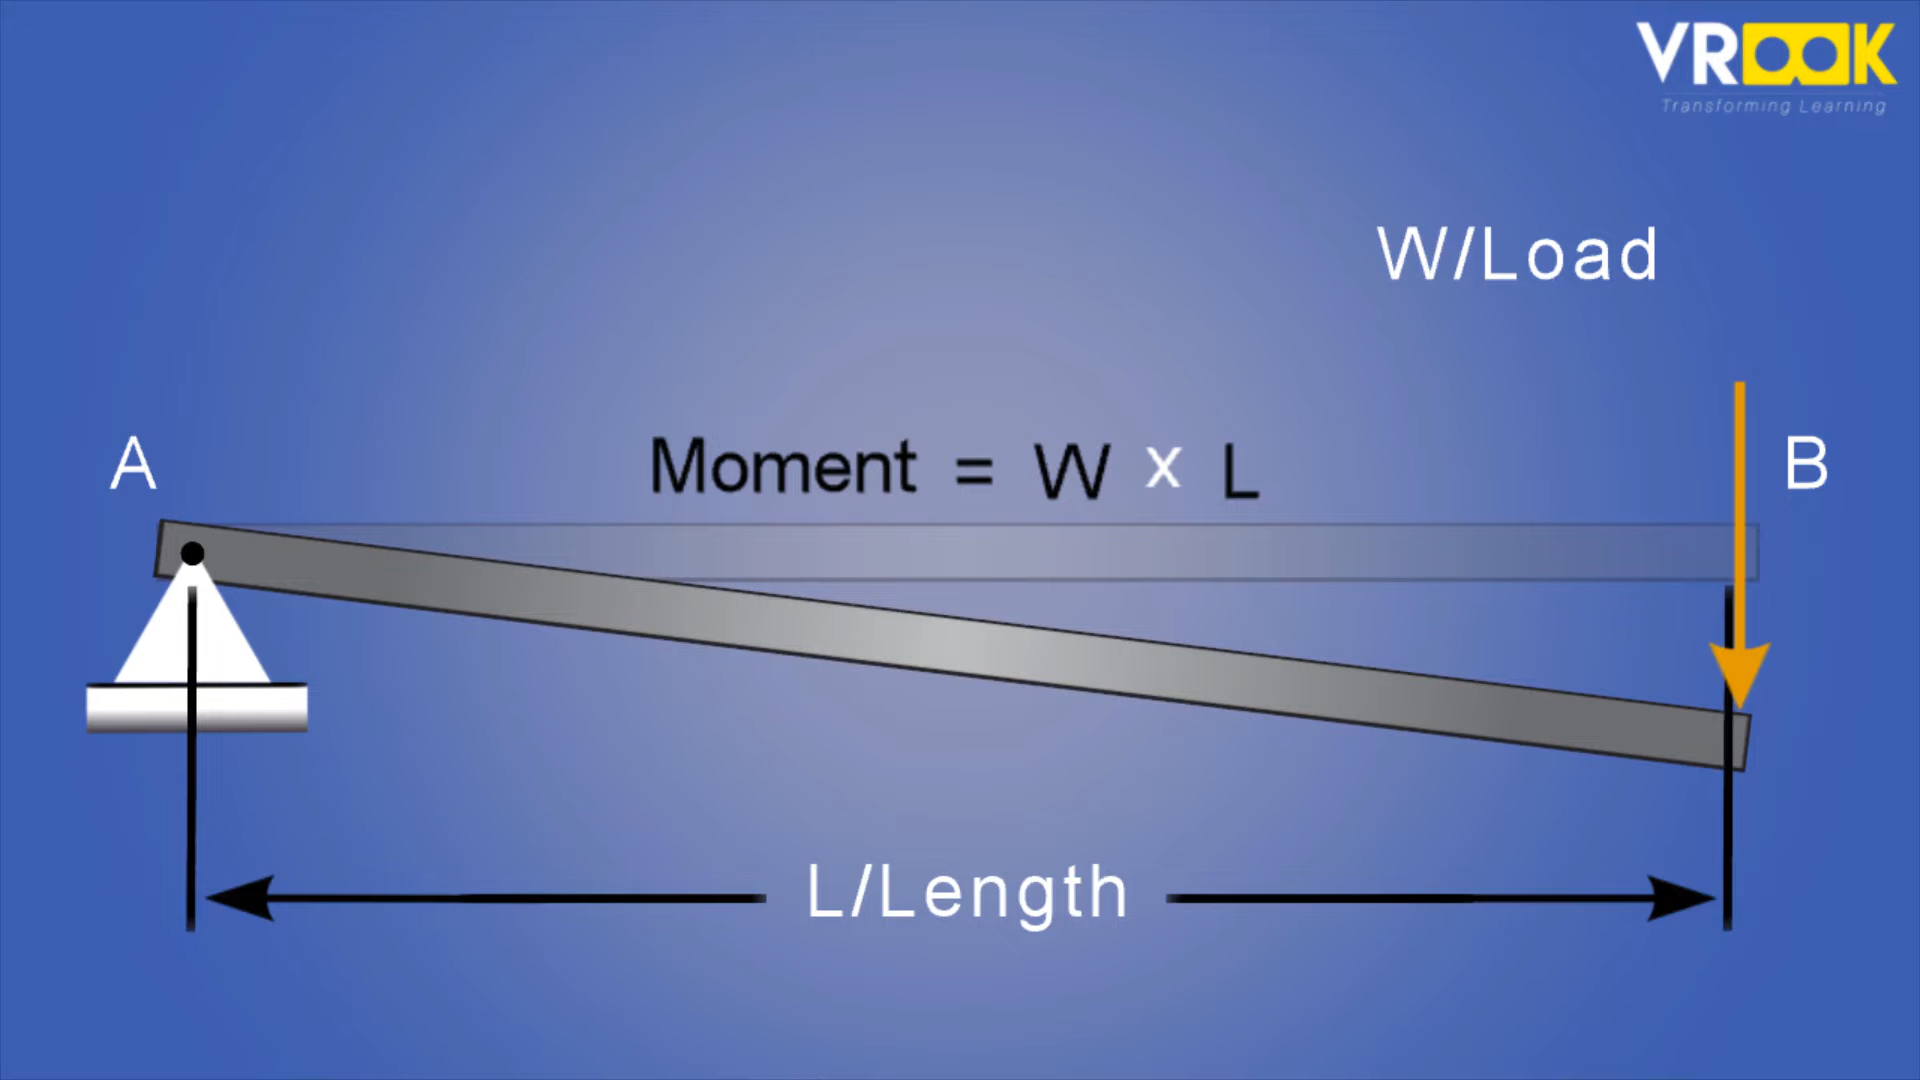 VROOK
Transforming Learning
W/Load
A
Moment = W x L
B
L/Length